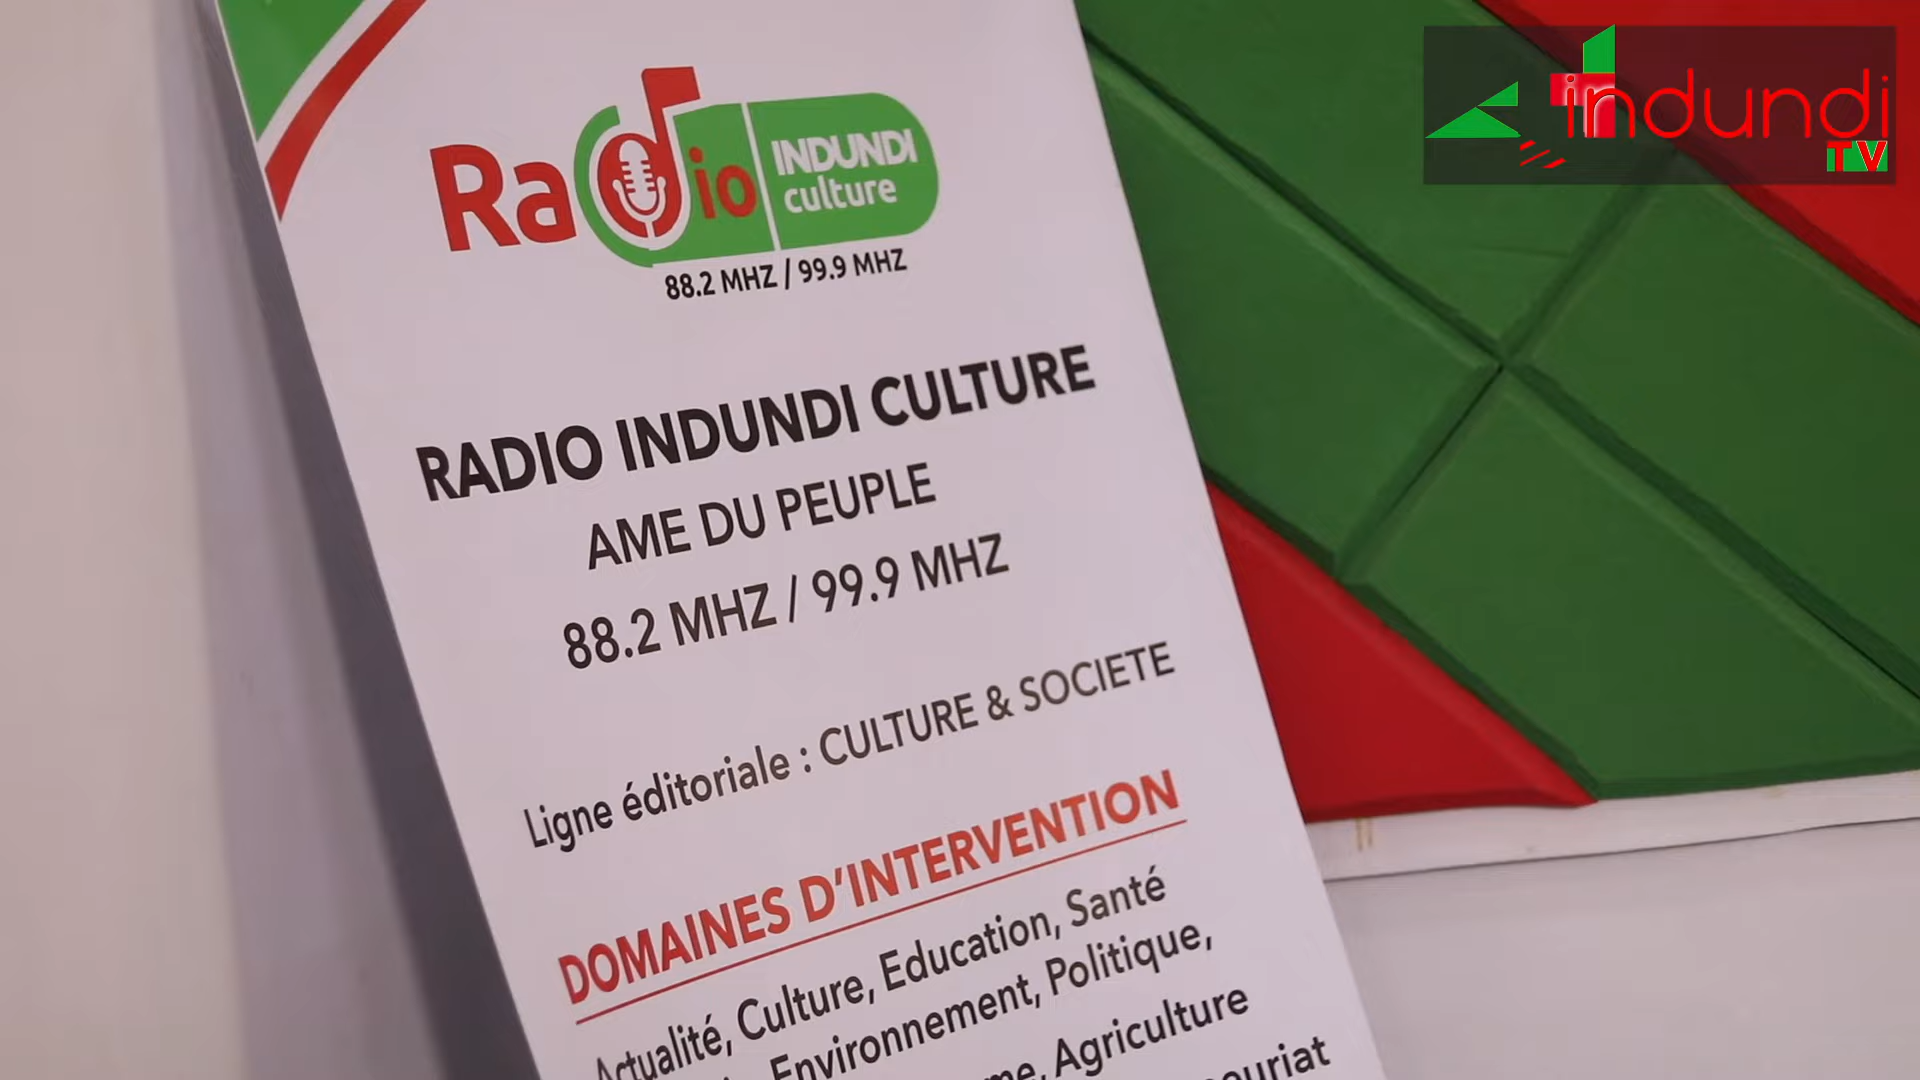 Radio INDUNDI culture
88.2 MHZ / 99.9 MHZ
RADIO INDUNDI CULTURE
AME DU PEUPLE
88.2 MHZ / 99.9 MHZ
Ligne éditoriale : CULTURE & SOCIETE
DOMAINES D'INTERVENTION
Actualité, Culture, Education, Santé
Environnement, Politique,
Agriculture
indundi
TV